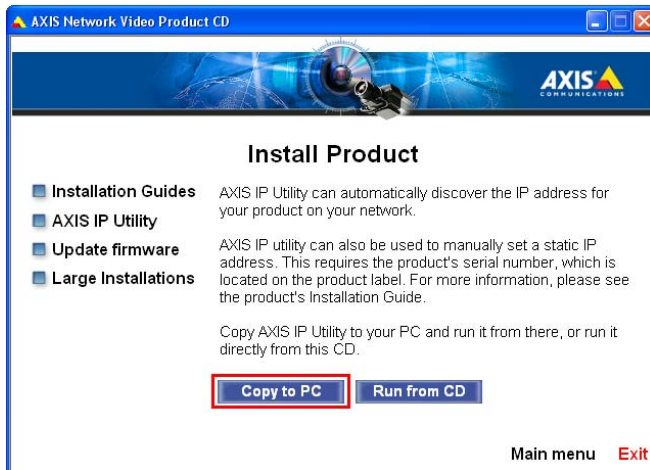 AXIS Network Video Product CD
AXIS
COMMUNICATIONS
Install Product
Installation Guides
AXIS IP Utility
Update firmware
Large Installations
AXIS IP Utility can automatically discover the IP address for
your product on your network.
AXIS IP utility can also be used to manually set a static IP
address. This requires the product's serial number, which is
located on the product label. For more information, please see
the product's Installation Guide.
Copy AXIS IP Utility to your PC and run it from there, or run it
directly from this CD.
Copy to PC
Run from CD
Main menu
Exit